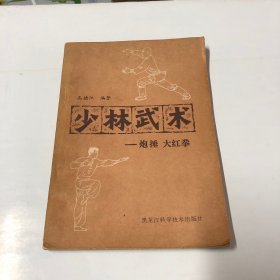 编著
少林武术
—炮捶 大红拳
黑龙江科学技术出版社